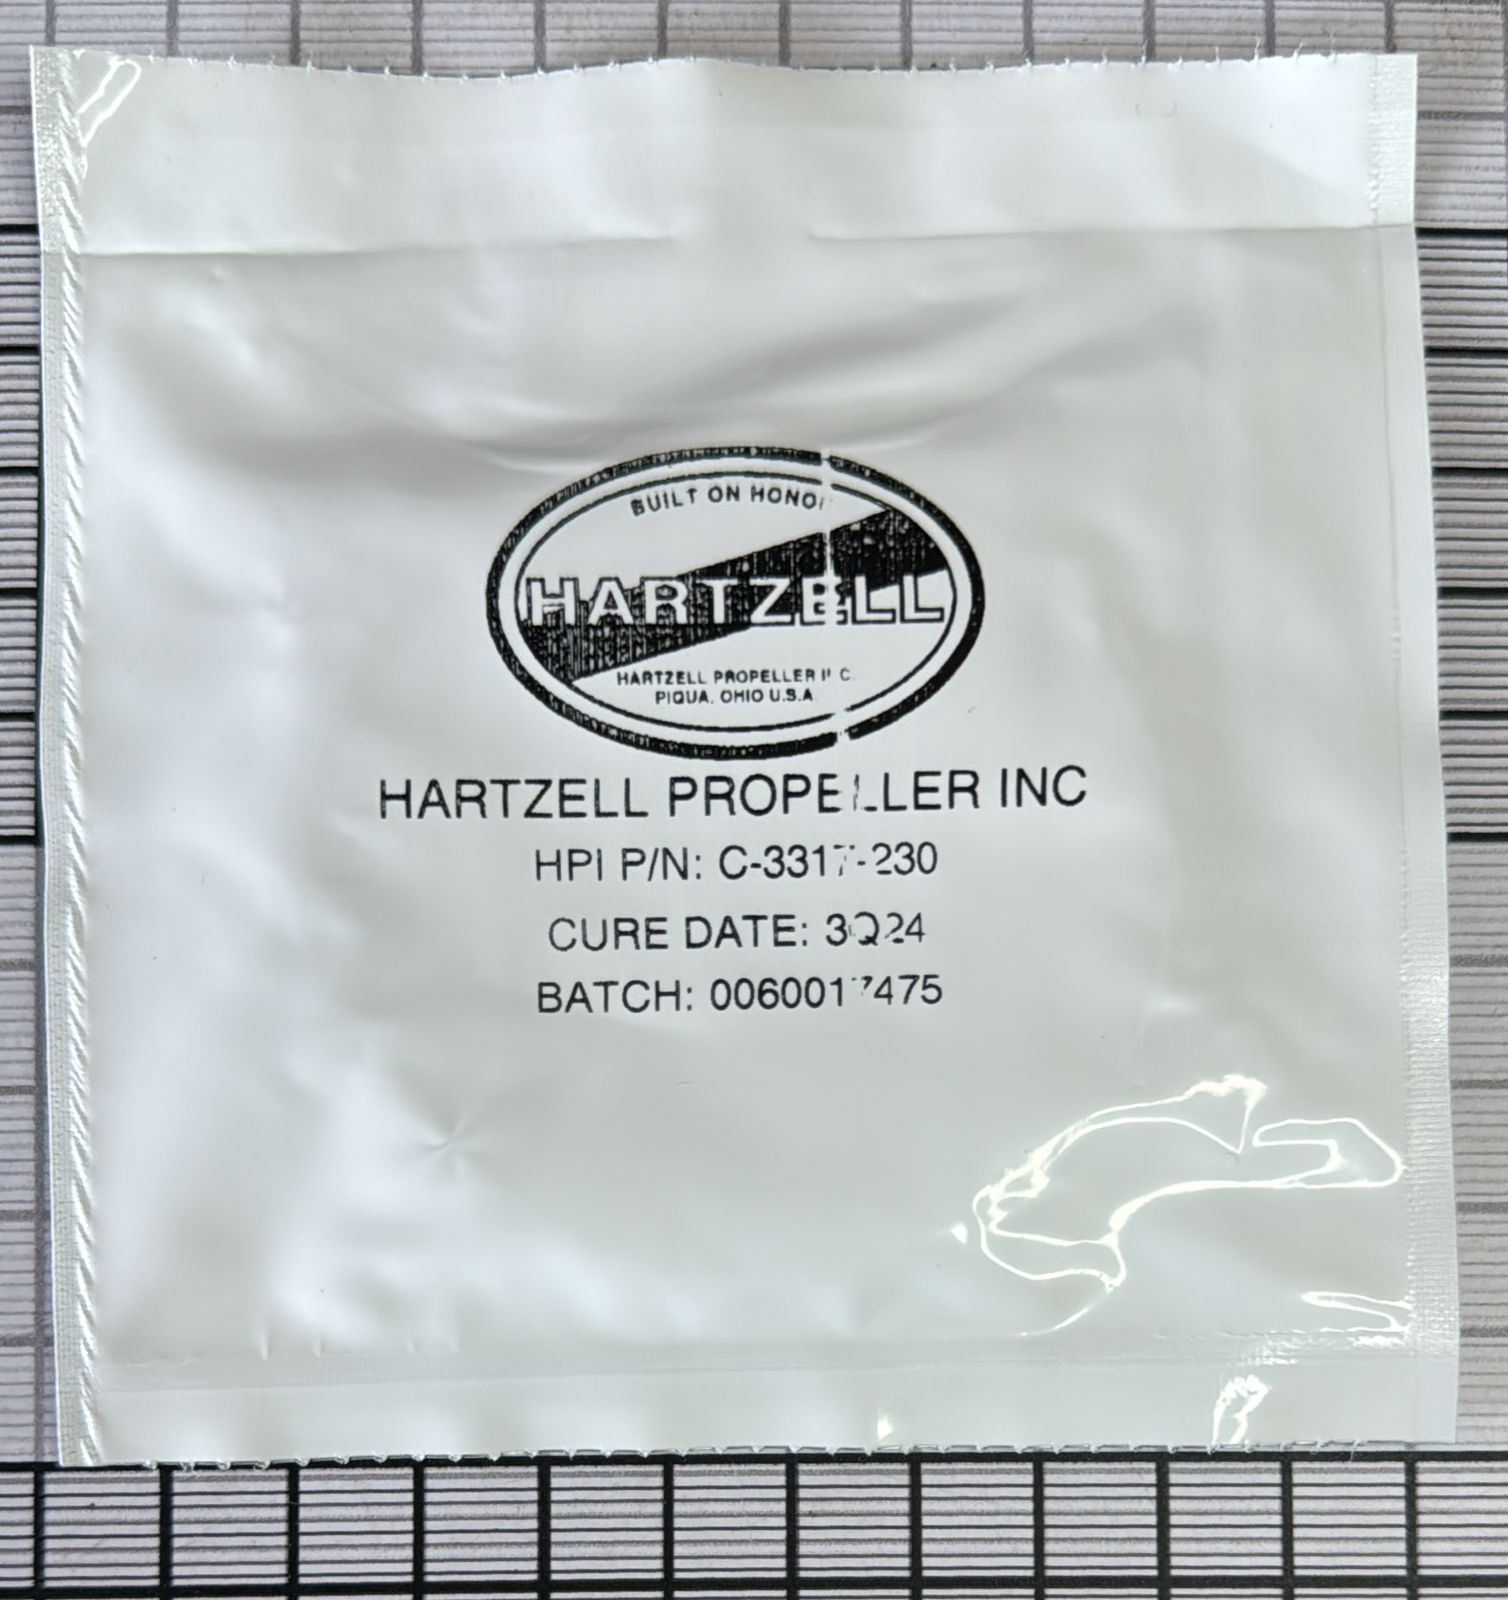 BUILT ON HONOR
HARTZELL
HARTZELL PROPELLER INC.
PIQUA, OHIO U.S.A.
HARTZELL PROPELLER INC
HPI P/N: C-3317-230
CURE DATE: 3Q24
BATCH: 0060017475